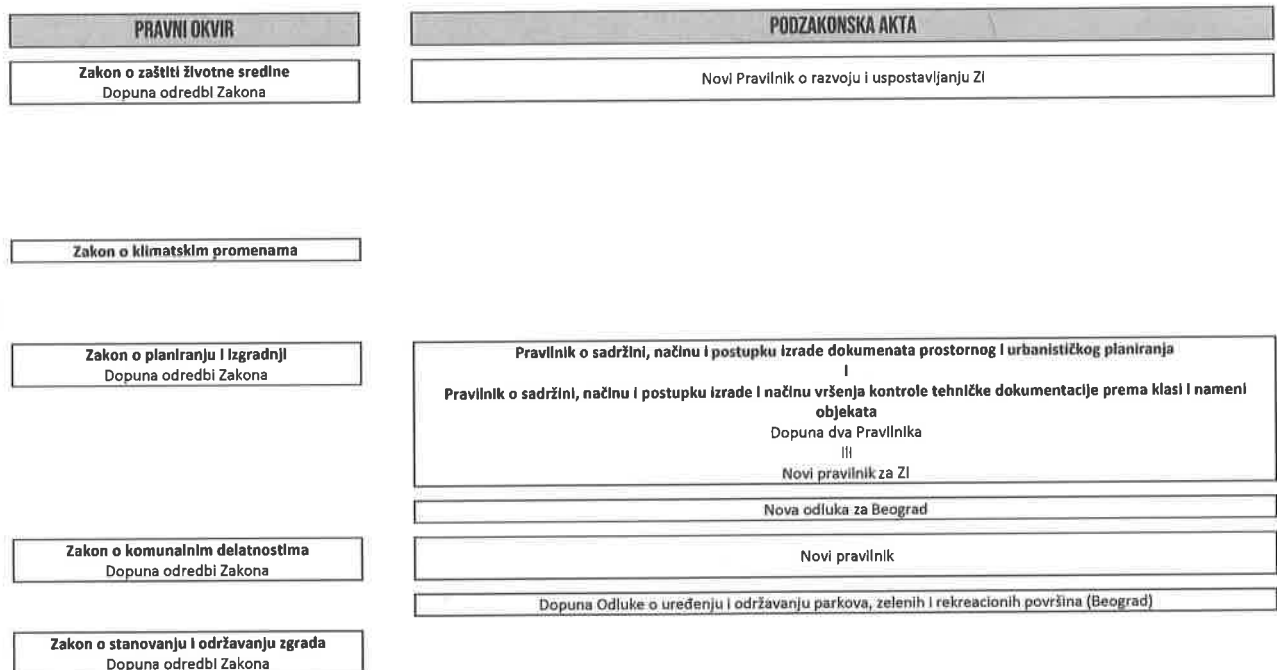 PRAVNI OKVIR
PODZAKONSKA AKTA
Zakon o zaštiti životne sredine
Dopuna odredbi Zakona
Novi Pravilnik o razvoju i uspostavljanju ZI
Zakon o klimatskim promenama
Zakon o planiranju i izgradnji
Dopuna odredbi Zakona
Pravilnik o sadržini, načinu i postupku izrade dokumenata prostornog i urbanističkog planiranja
I
Pravilnik o sadržini, načinu i postupku izrade i načinu vršenja kontrole tehničke dokumentacije prema klasi i nameni
objekata
Dopuna dva Pravilnika
Ili
Novi pravilnik za ZI
Nova odluka za Beograd
Zakon o komunalnim delatnostima
Dopuna odredbi Zakona
Novi pravilnik
Dopuna Odluke o uređenju i održavanju parkova, zelenih i rekreacionih površina (Beograd)
Zakon o stanovanju i održavanju zgrada
Dopuna odredbi Zakona